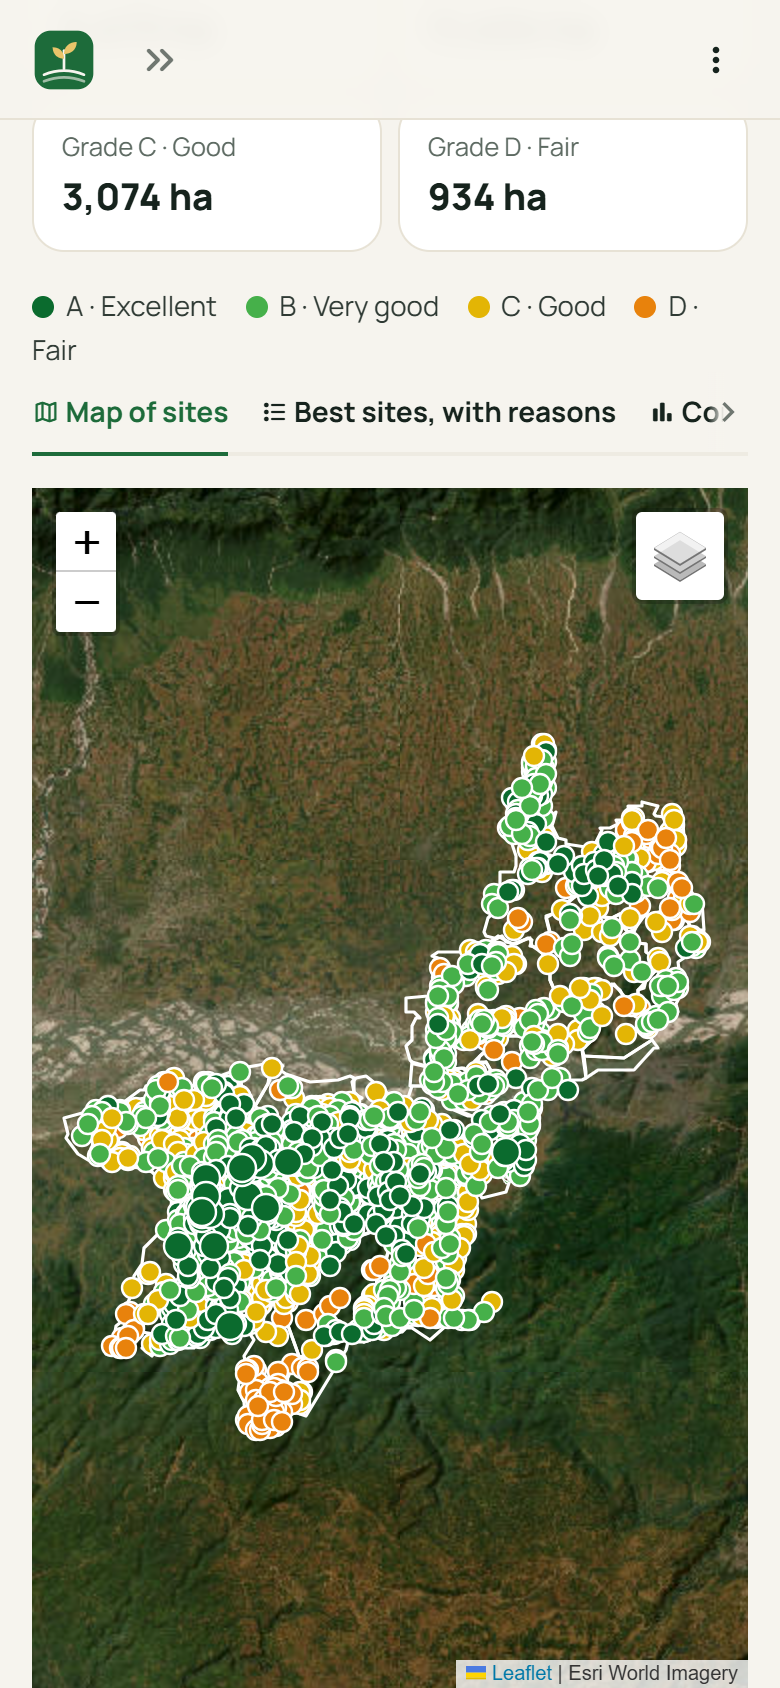 Grade C · Good
3,074 ha
Grade D · Fair
934 ha
A · Excellent B · Very good C · Good D ·
Fair
Map of sites Best sites, with reasons
+
−
Leaflet | Esri World Imagery